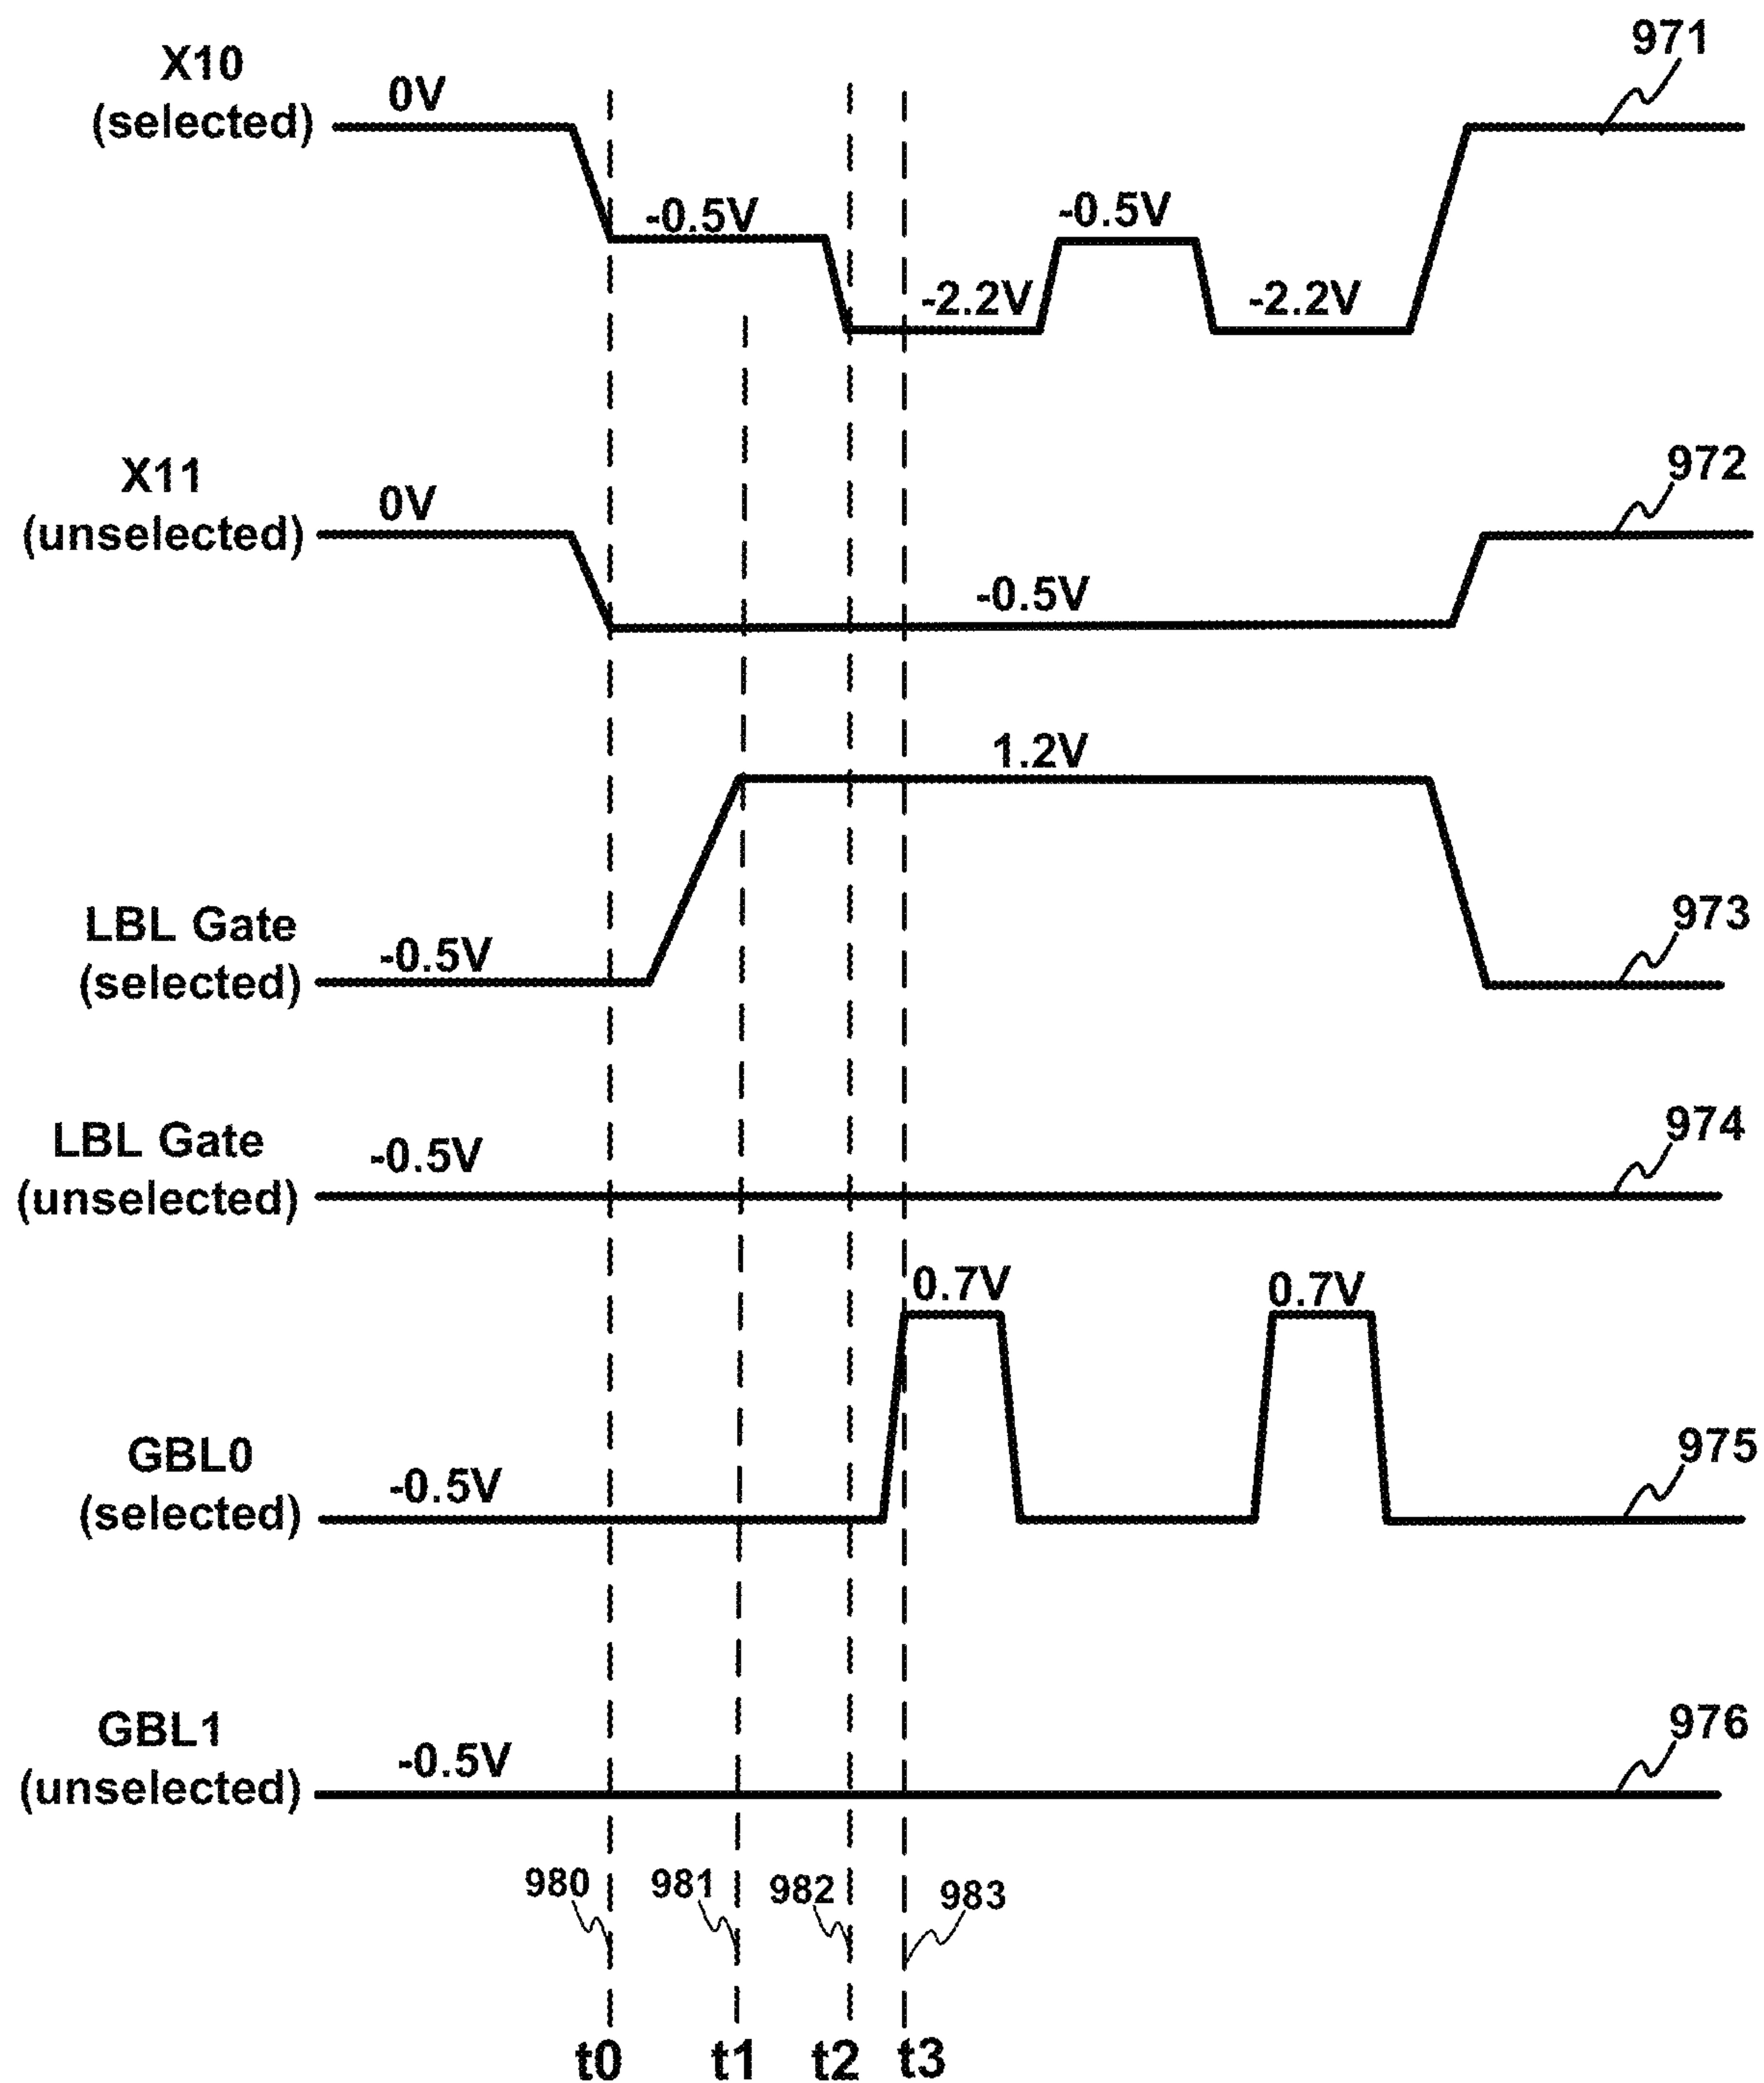 971
X10
(selected)
0V
-0.5V
-0.5V
-2.2V
-2.2V
972
X11
(unselected)
0V
-0.5V
1.2V
973
LBL Gate
(selected)
-0.5V
974
LBL Gate
(unselected)
-0.5V
0.7V
0.7V
975
GBL0
(selected)
-0.5V
976
GBL1
(unselected)
-0.5V
980
981
982
983
t0
t1
t2
t3